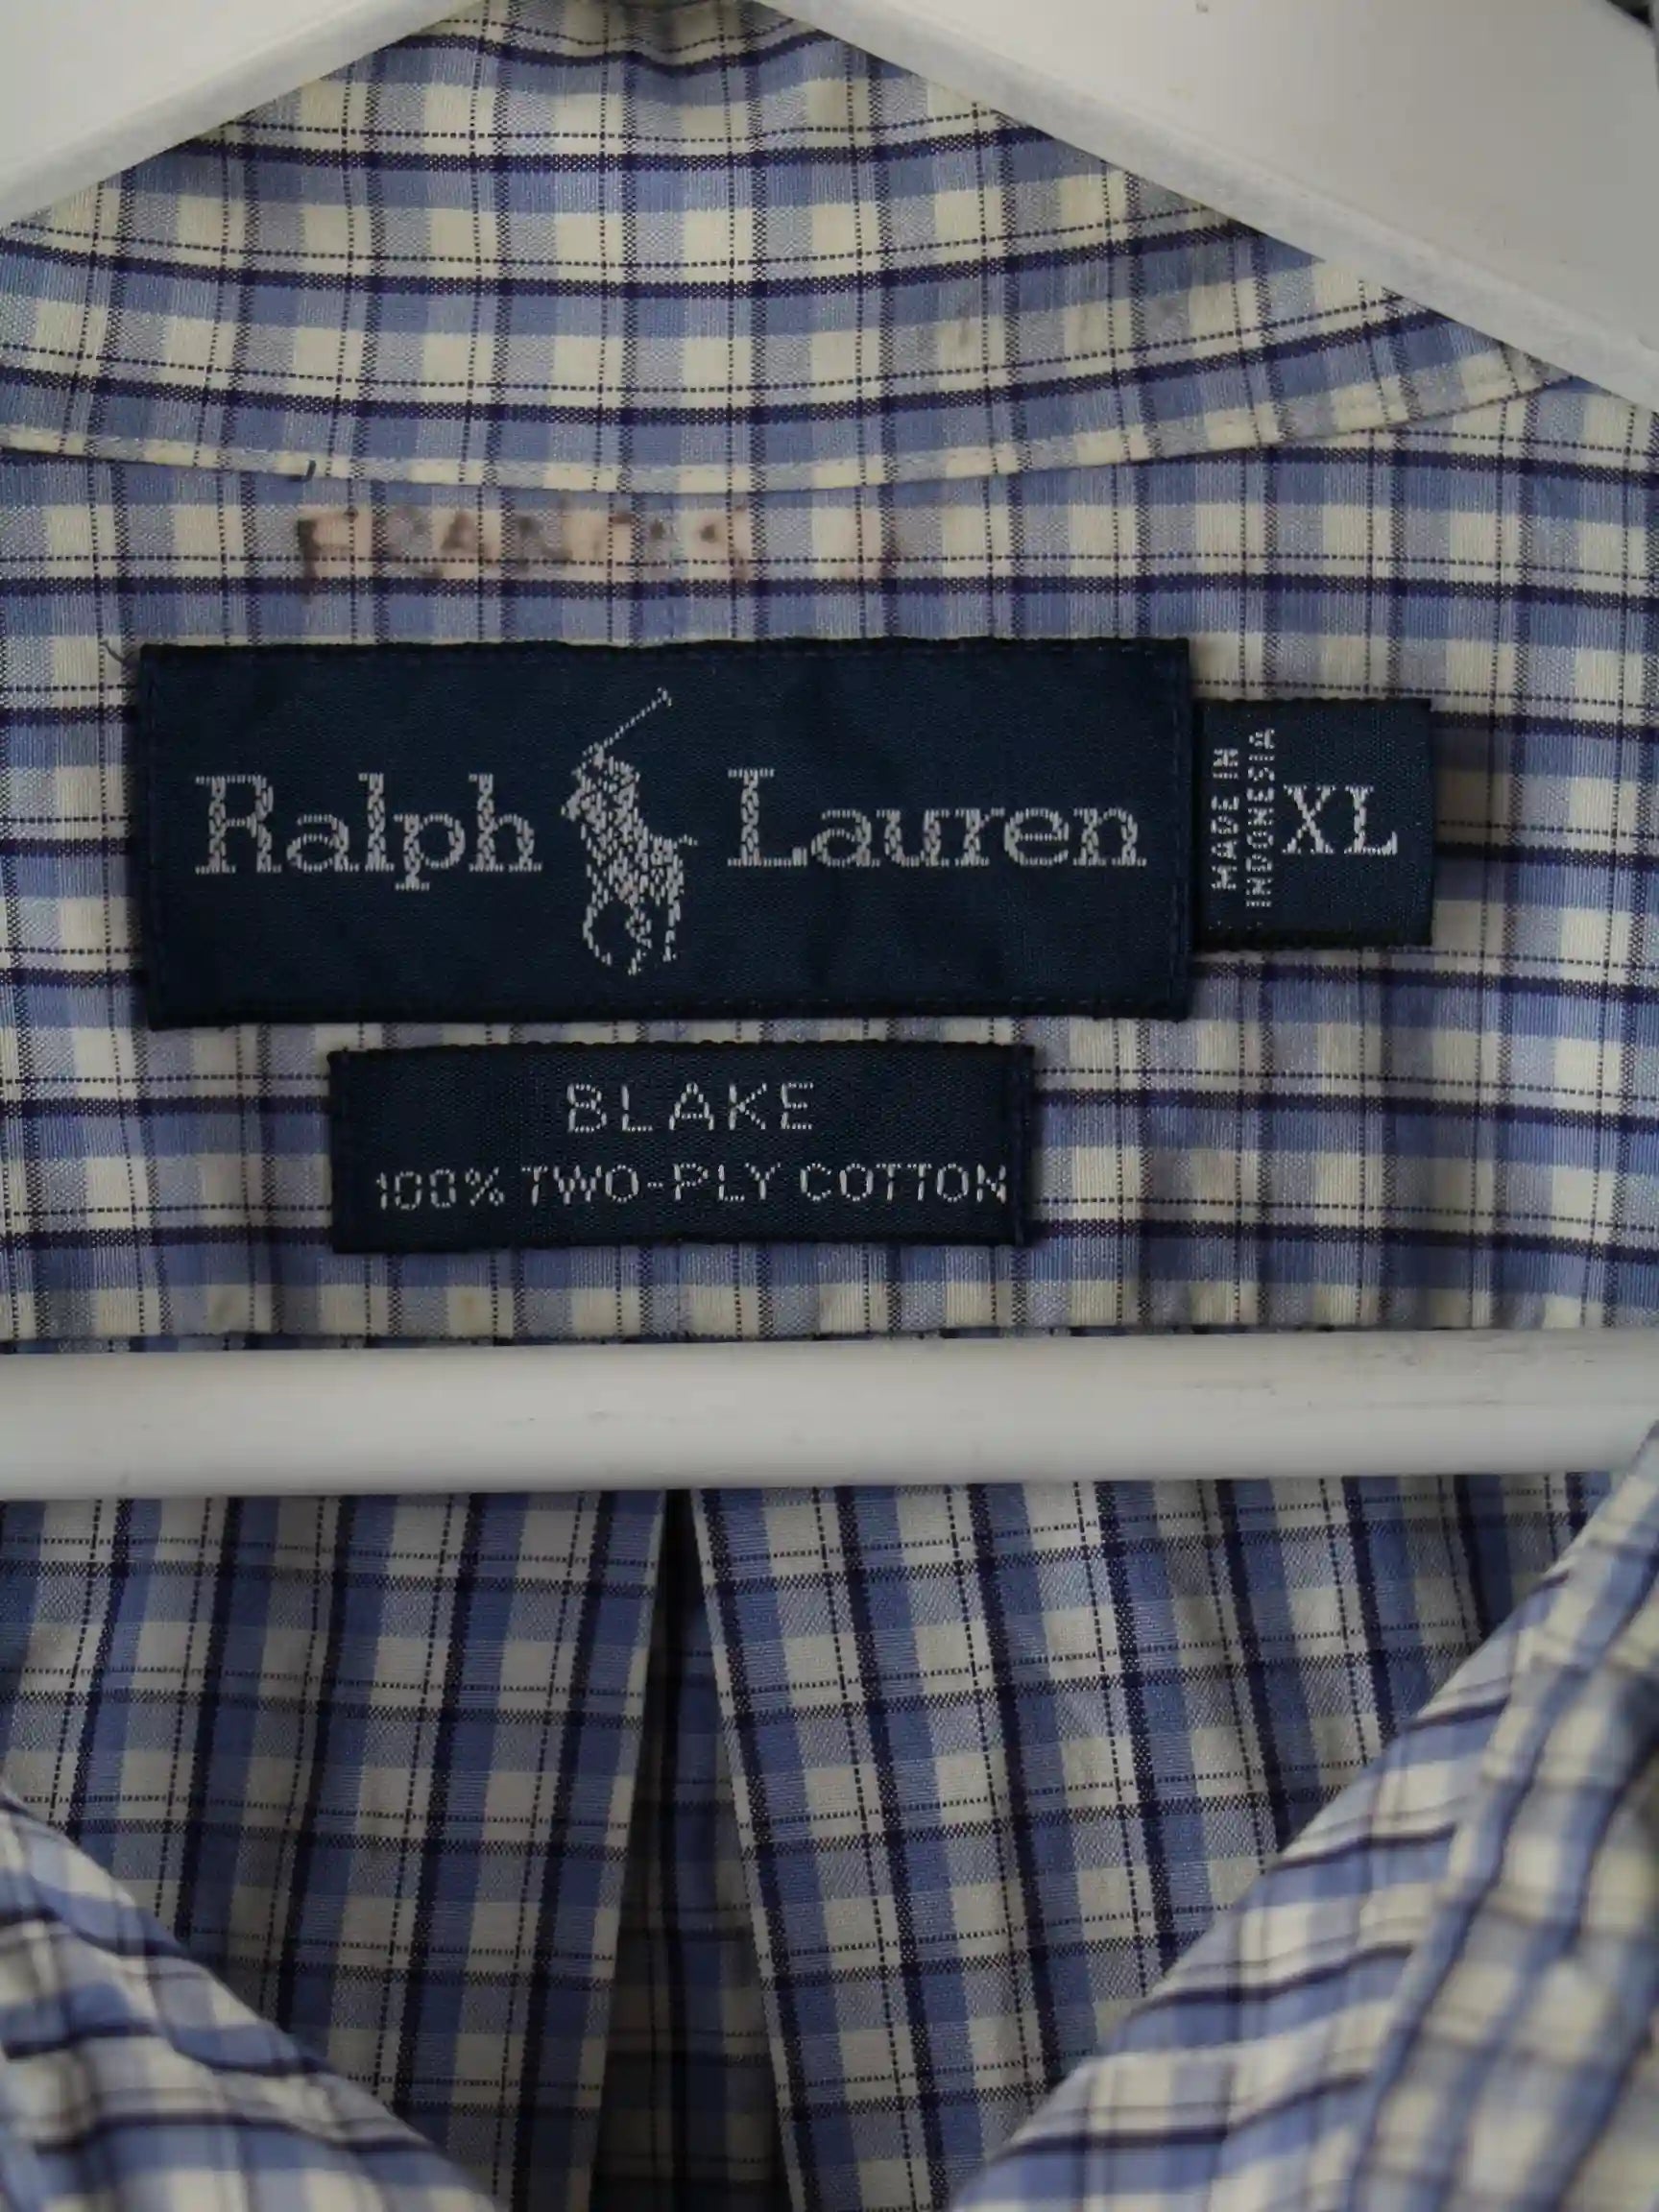 Ralph Lauren
MADE IN
INDONESIA
XL
BLAKE
100% TWO-PLY COTTON